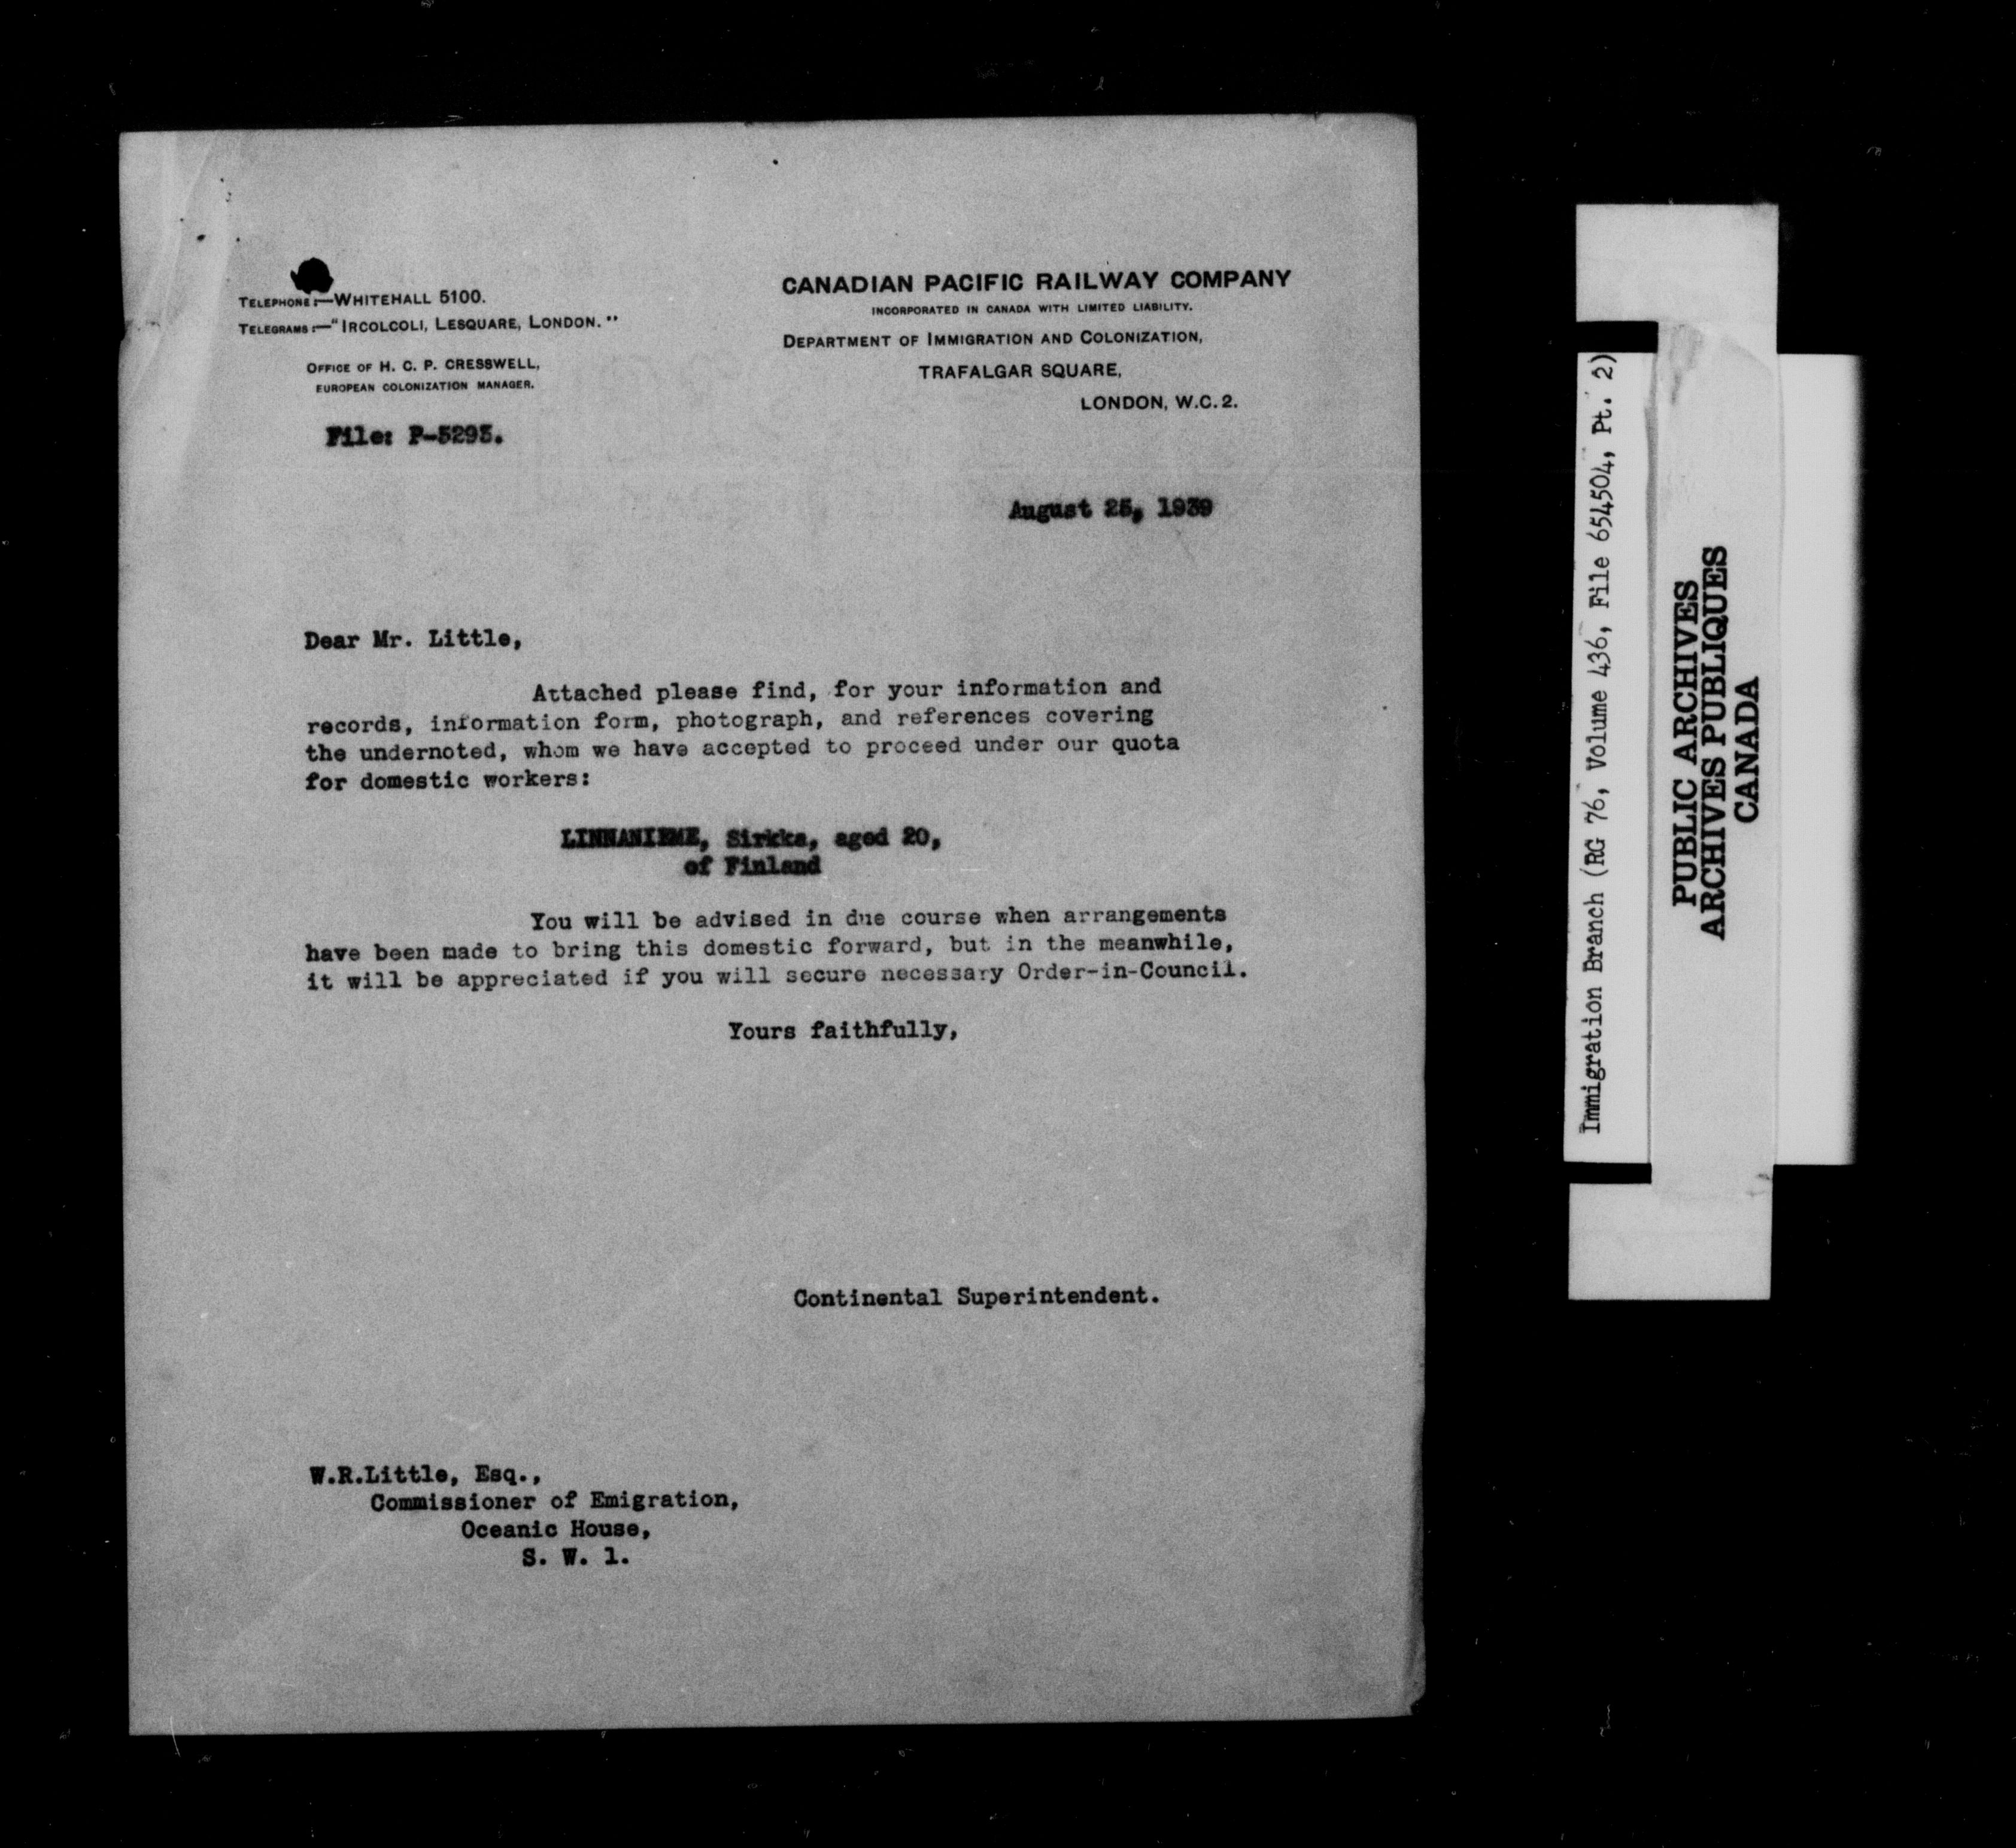 TELEPHONE:—WHITEHALL 5100.
TELEGRAMS:—"IRCOLCOLI, LESQUARE, LONDON."
OFFICE OF H. C. P. CRESSWELL,
EUROPEAN COLONIZATION MANAGER.
File: P-5293.
CANADIAN PACIFIC RAILWAY COMPANY
INCORPORATED IN CANADA WITH LIMITED LIABILITY.
DEPARTMENT OF IMMIGRATION AND COLONIZATION,
TRAFALGAR SQUARE,
LONDON, W.C.2.
August 25, 1939
Dear Mr. Little,
Attached please find, for your information and
records, information form, photograph, and references covering
the undernoted, whom we have accepted to proceed under our quota
for domestic workers:
LINNANIEME, Sirkka, aged 20,
of Finland
You will be advised in due course when arrangements
have been made to bring this domestic forward, but in the meanwhile,
it will be appreciated if you will secure necessary Order-in-Council.
Yours faithfully,
Continental Superintendent.
W.R.Little, Esq.,
Commissioner of Emigration,
Oceanic House,
S. W. 1.
Immigration Branch (RG 76, Volume 436, File 654504, Pt. 2)
PUBLIC ARCHIVES
ARCHIVES PUBLIQUES
CANADA